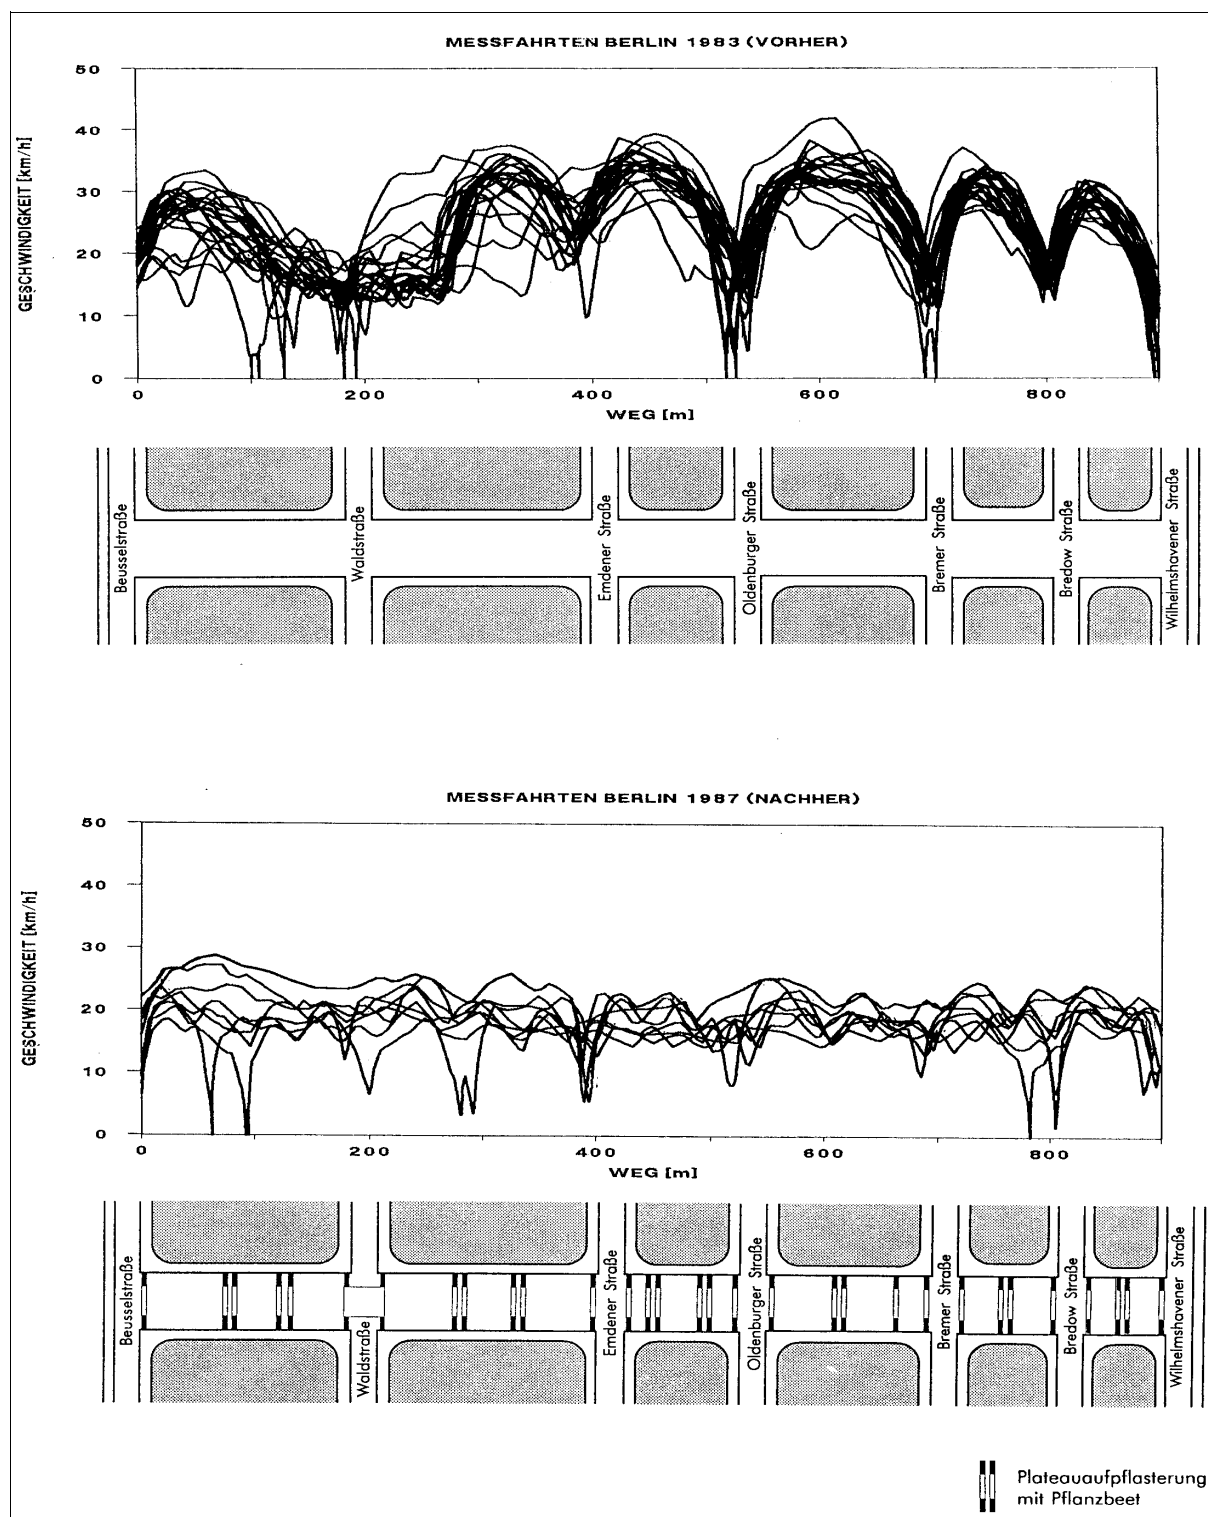 MESSFAHRTEN BERLIN 1983 (VORHER)
GESCHWINDIGKEIT [km/h]
50
40
30
20
10
0
0 200 400 600 800
WEG [m]
Beusselstraße
Waldstraße
Emdener Straße
Oldenburger Straße
Bremer Straße
Bredow Straße
Wilhelmshavener Straße
MESSFAHRTEN BERLIN 1987 (NACHHER)
GESCHWINDIGKEIT [km/h]
50
40
30
20
10
0
0 200 400 600 800
WEG [m]
Beusselstraße
Waldstraße
Emdener Straße
Oldenburger Straße
Bremer Straße
Bredow Straße
Wilhelmshavener Straße
Plateauaufpflasterung
mit Pflanzbeet